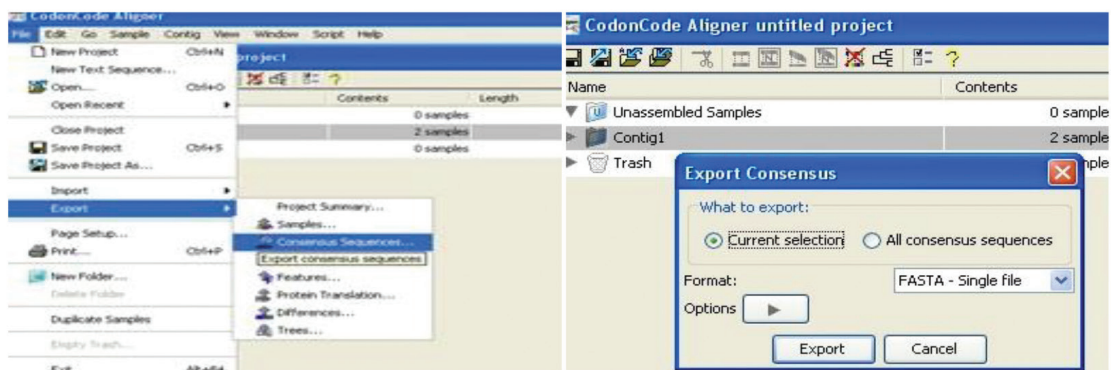 CodonCode Aligner
File Edit Go Sample Contig View Window Script Help
New Project Ctrl+N
New Text Sequence...
Open... Ctrl+O
Open Recent
Close Project
Save Project Ctrl+S
Save Project As...
Import
Export
Page Setup...
Print... Ctrl+P
New Folder...
Delete Folder
Duplicate Samples
Empty Trash...
Exit Alt+F4
project
Contents Length
0 samples
2 samples
0 samples
Project Summary...
Samples...
Consensus Sequences...
Export consensus sequences
Features...
Protein Translation...
Differences...
Trees...
CodonCode Aligner untitled project
Name Contents
Unassembled Samples 0 sample
Contig1 2 sample
Trash
Export Consensus
What to export:
Current selection All consensus sequences
Format: FASTA - Single file
Options
Export Cancel